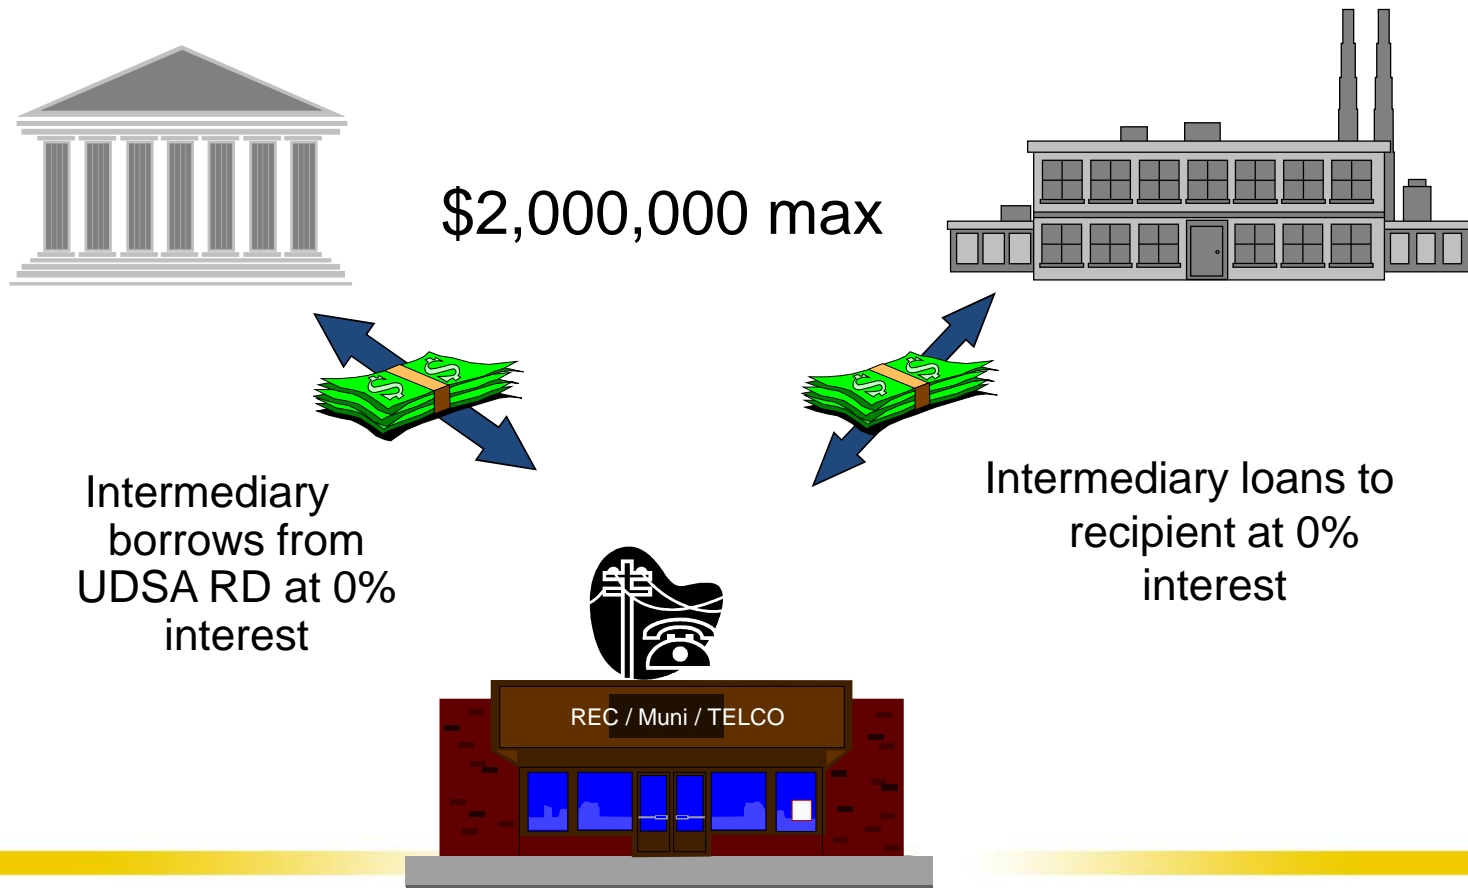 $2,000,000 max
Intermediary
borrows from
UDSA RD at 0%
interest
Intermediary loans to
recipient at 0%
interest
REC / Muni / TELCO